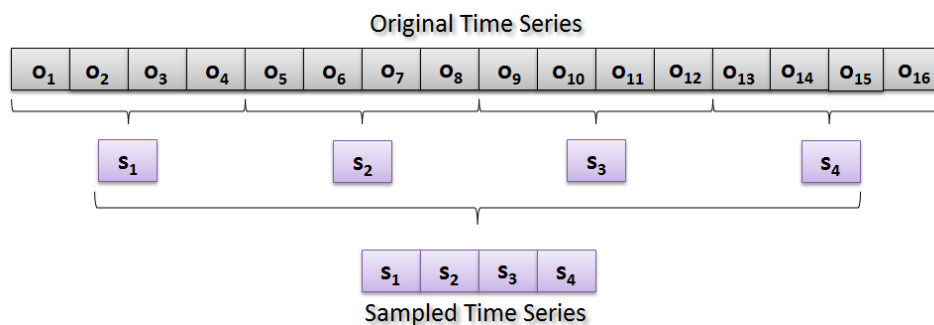 Original Time Series
O1 O2 O3 O4 O5 O6 O7 O8 O9 O10 O11 O12 O13 O14 O15 O16
S1 S2 S3 S4
S1 S2 S3 S4
Sampled Time Series